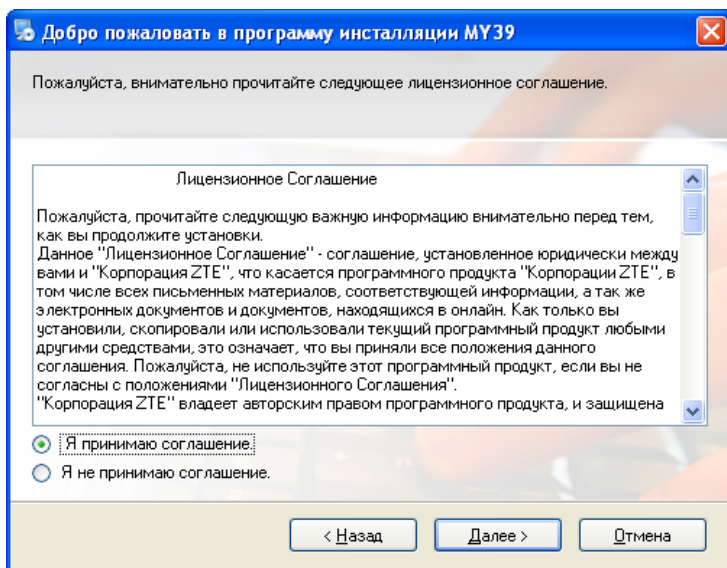 Добро пожаловать в программу инсталляции MY39
Пожалуйста, внимательно прочитайте следующее лицензионное соглашение.
Лицензионное Соглашение
Пожалуйста, прочитайте следующую важную информацию внимательно перед тем,
как вы продолжите установки.
Данное "Лицензионное Соглашение" - соглашение, установленное юридически между
вами и "Корпорация ZTE", что касается программного продукта "Корпорации ZTE", в
том числе всех письменных материалов, соответствующей информации, а так же
электронных документов и документов, находящихся в онлайн. Как только вы
установили, скопировали или использовали текущий программный продукт любыми
другими средствами, это означает, что вы приняли все положения данного
соглашения. Пожалуйста, не используйте этот программный продукт, если вы не
согласны с положениями "Лицензионного Соглашения".
"Корпорация ZTE" владеет авторским правом программного продукта, и защищена
Я принимаю соглашение.
Я не принимаю соглашение.
< Назад Далее > Отмена